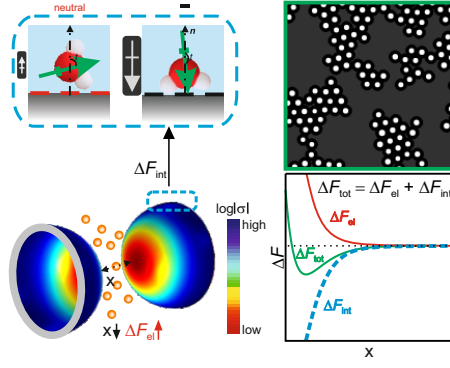 neutral
−
n
ΔF_int
log|σ|
high
low
x
x ΔF_el
ΔF_tot = ΔF_el + ΔF_int
ΔF_el
ΔF_tot
ΔF_int
ΔF
x